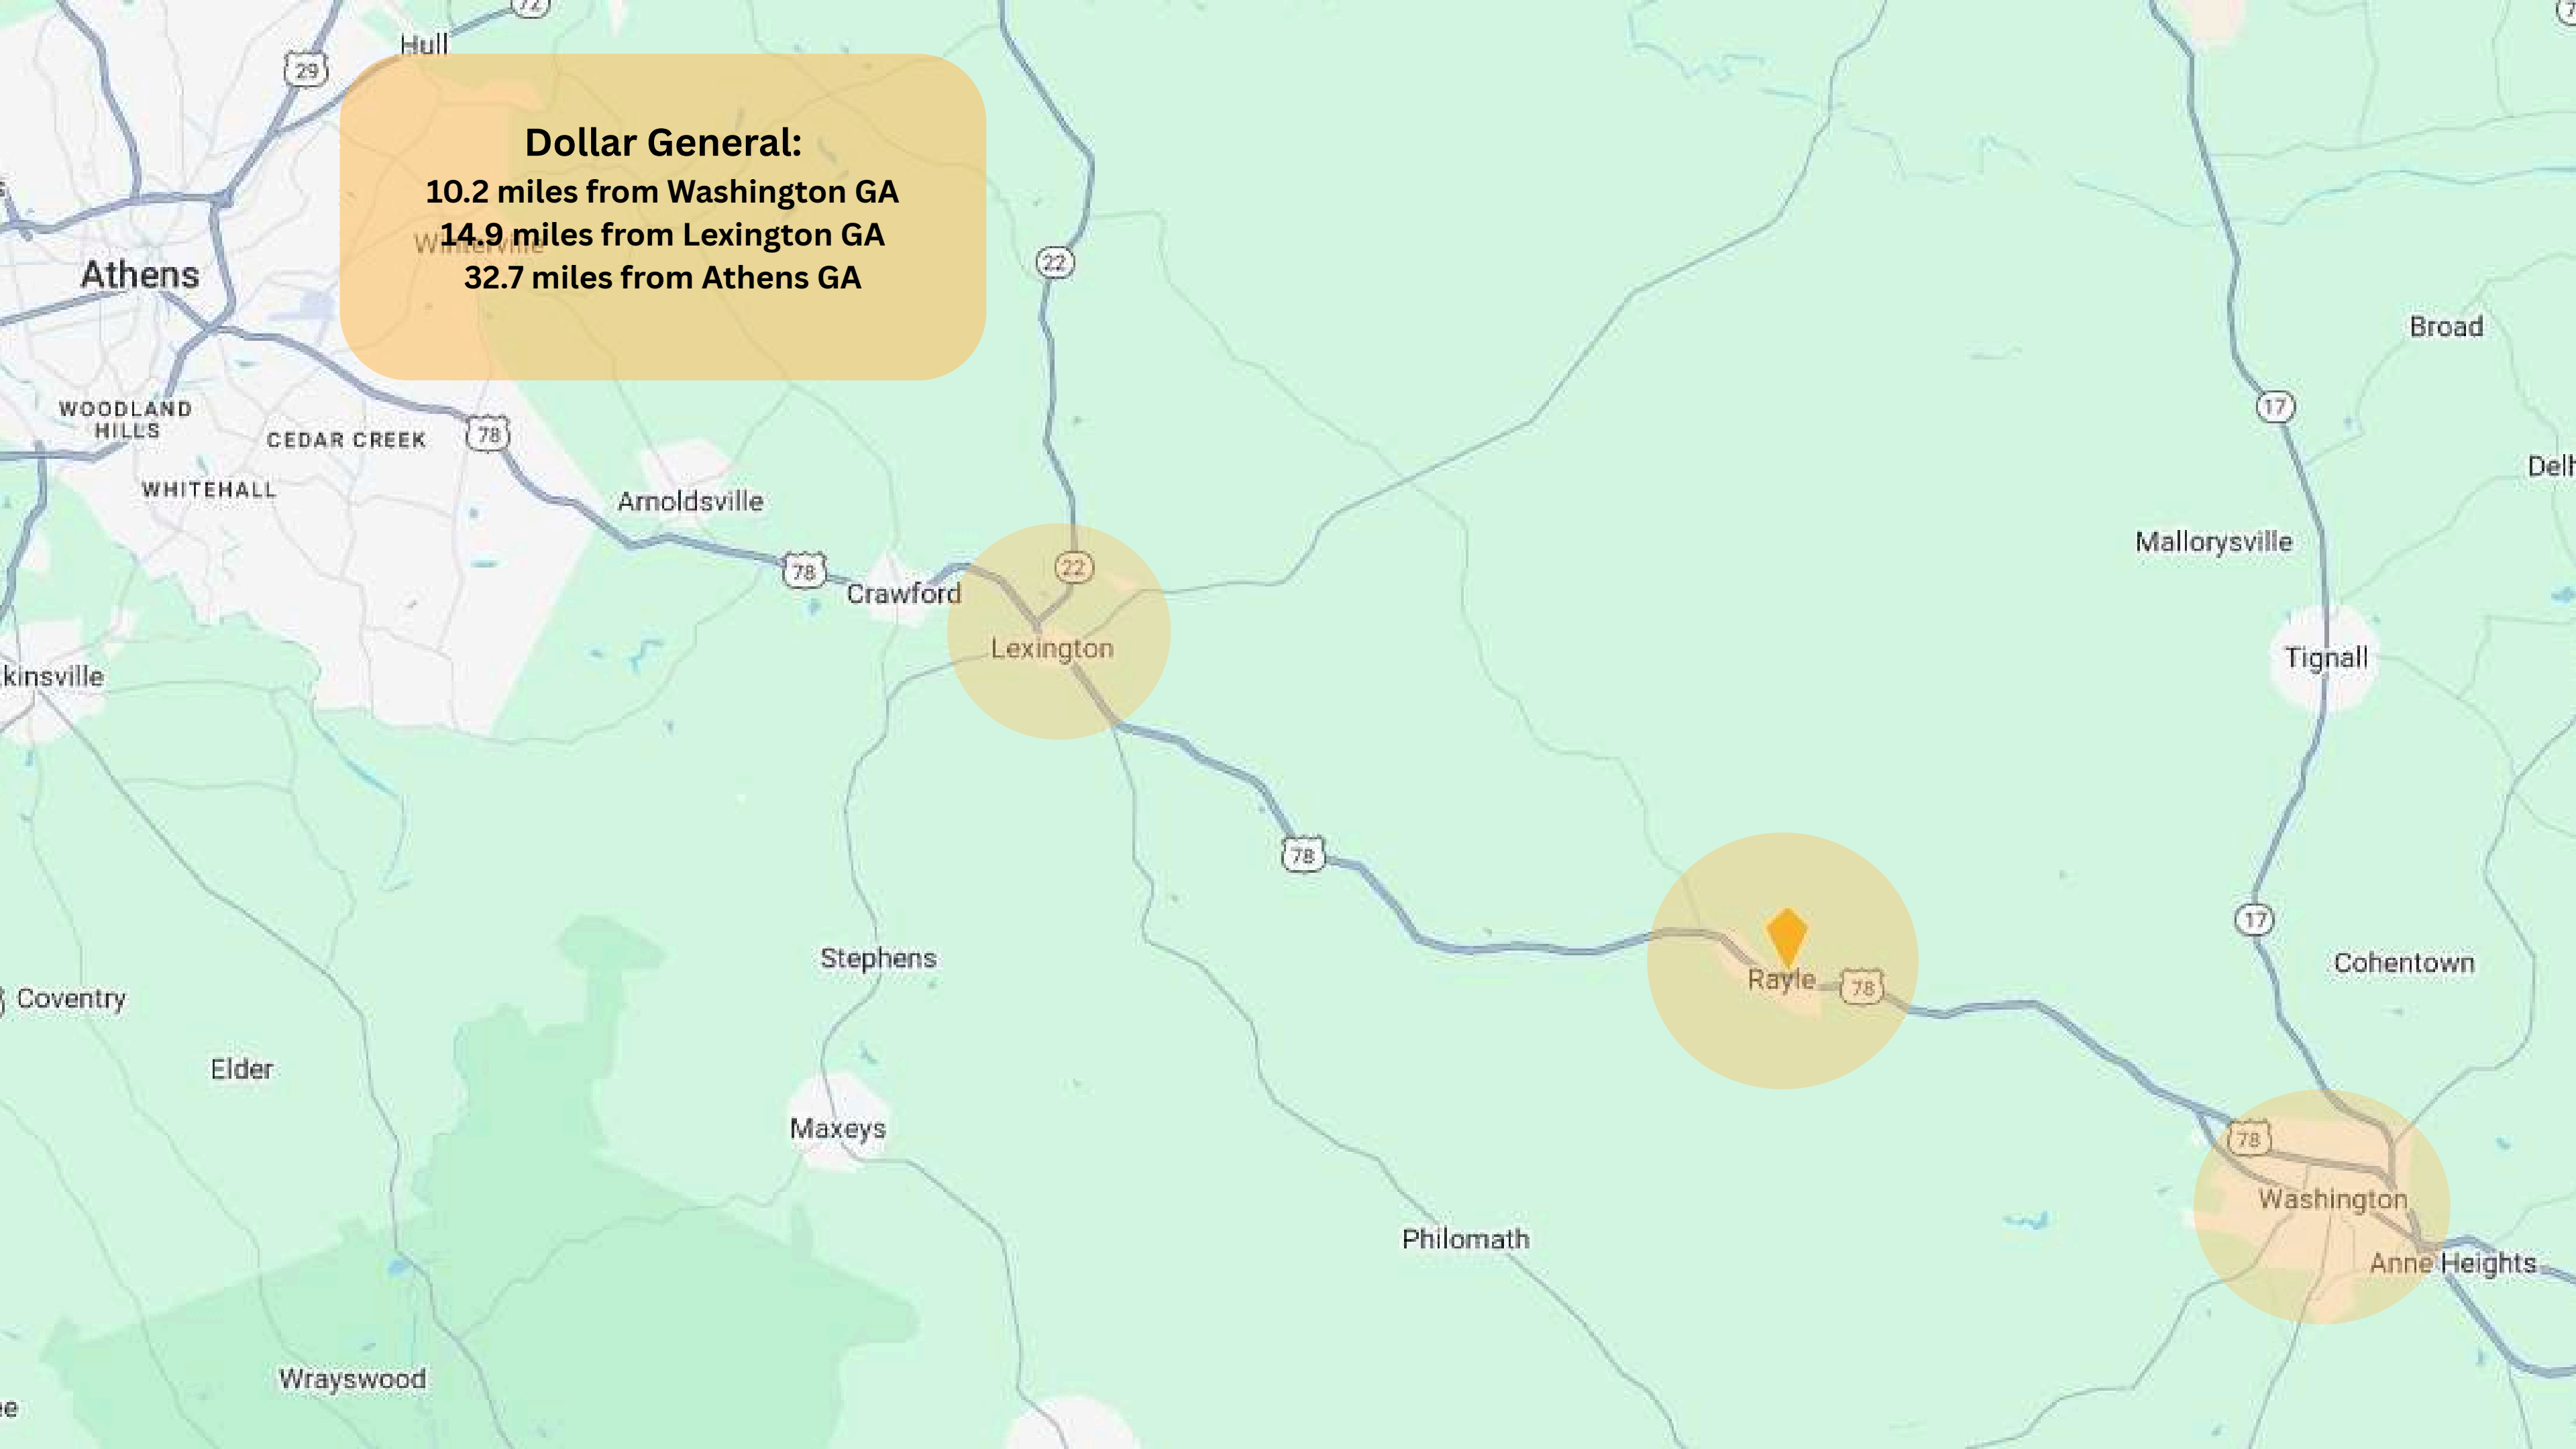 72
Hull
29
Dollar General:
10.2 miles from Washington GA
14.9 miles from Lexington GA
32.7 miles from Athens GA
Winterville
Athens
22
Broad
WOODLAND
HILLS
CEDAR CREEK
78
17
WHITEHALL
Arnoldsville
Mallorysville
78
Crawford
22
Lexington
kinsville
Tignall
78
17
Stephens
Cohentown
Rayle
78
Coventry
Elder
Maxeys
78
Washington
Philomath
Anne Heights
Wrayswood
ee